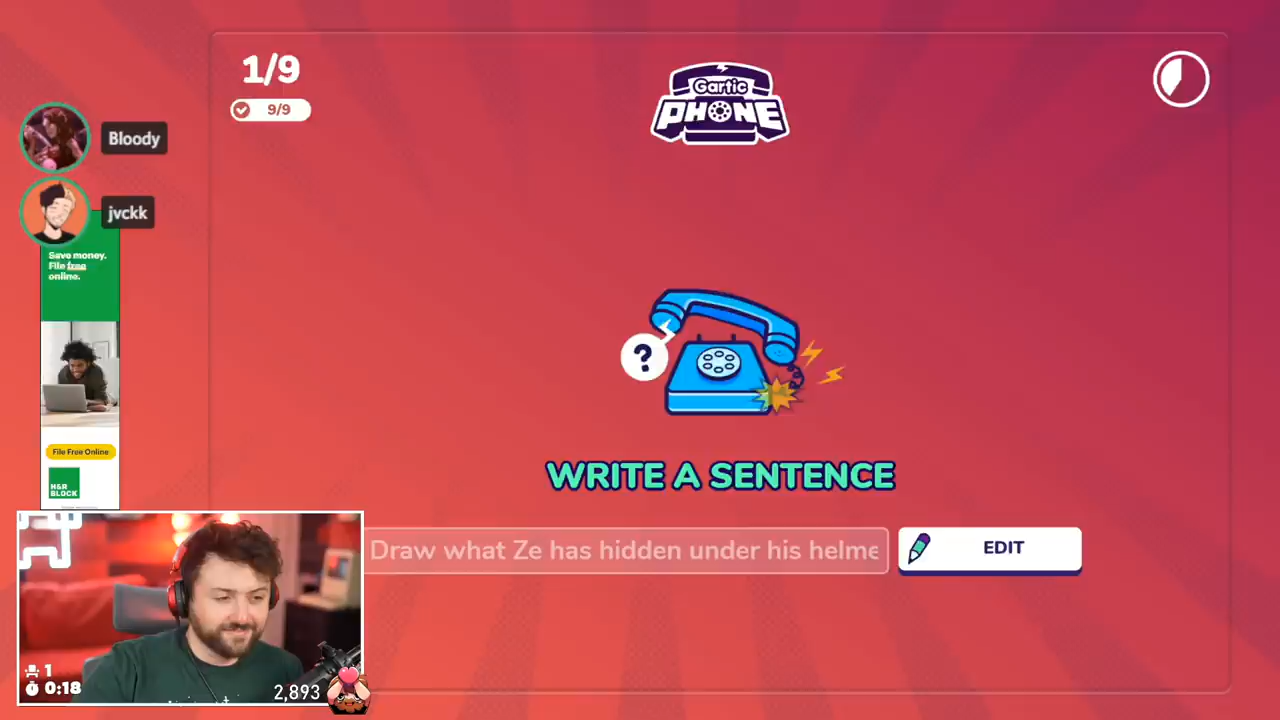 1/9
9/9
Gartic
PHONE
Bloody
jvckk
Save money.
File free
online.
File Free Online
H&R
BLOCK
?
WRITE A SENTENCE
Draw what Ze has hidden under his helme
EDIT
1
0:18
2,893